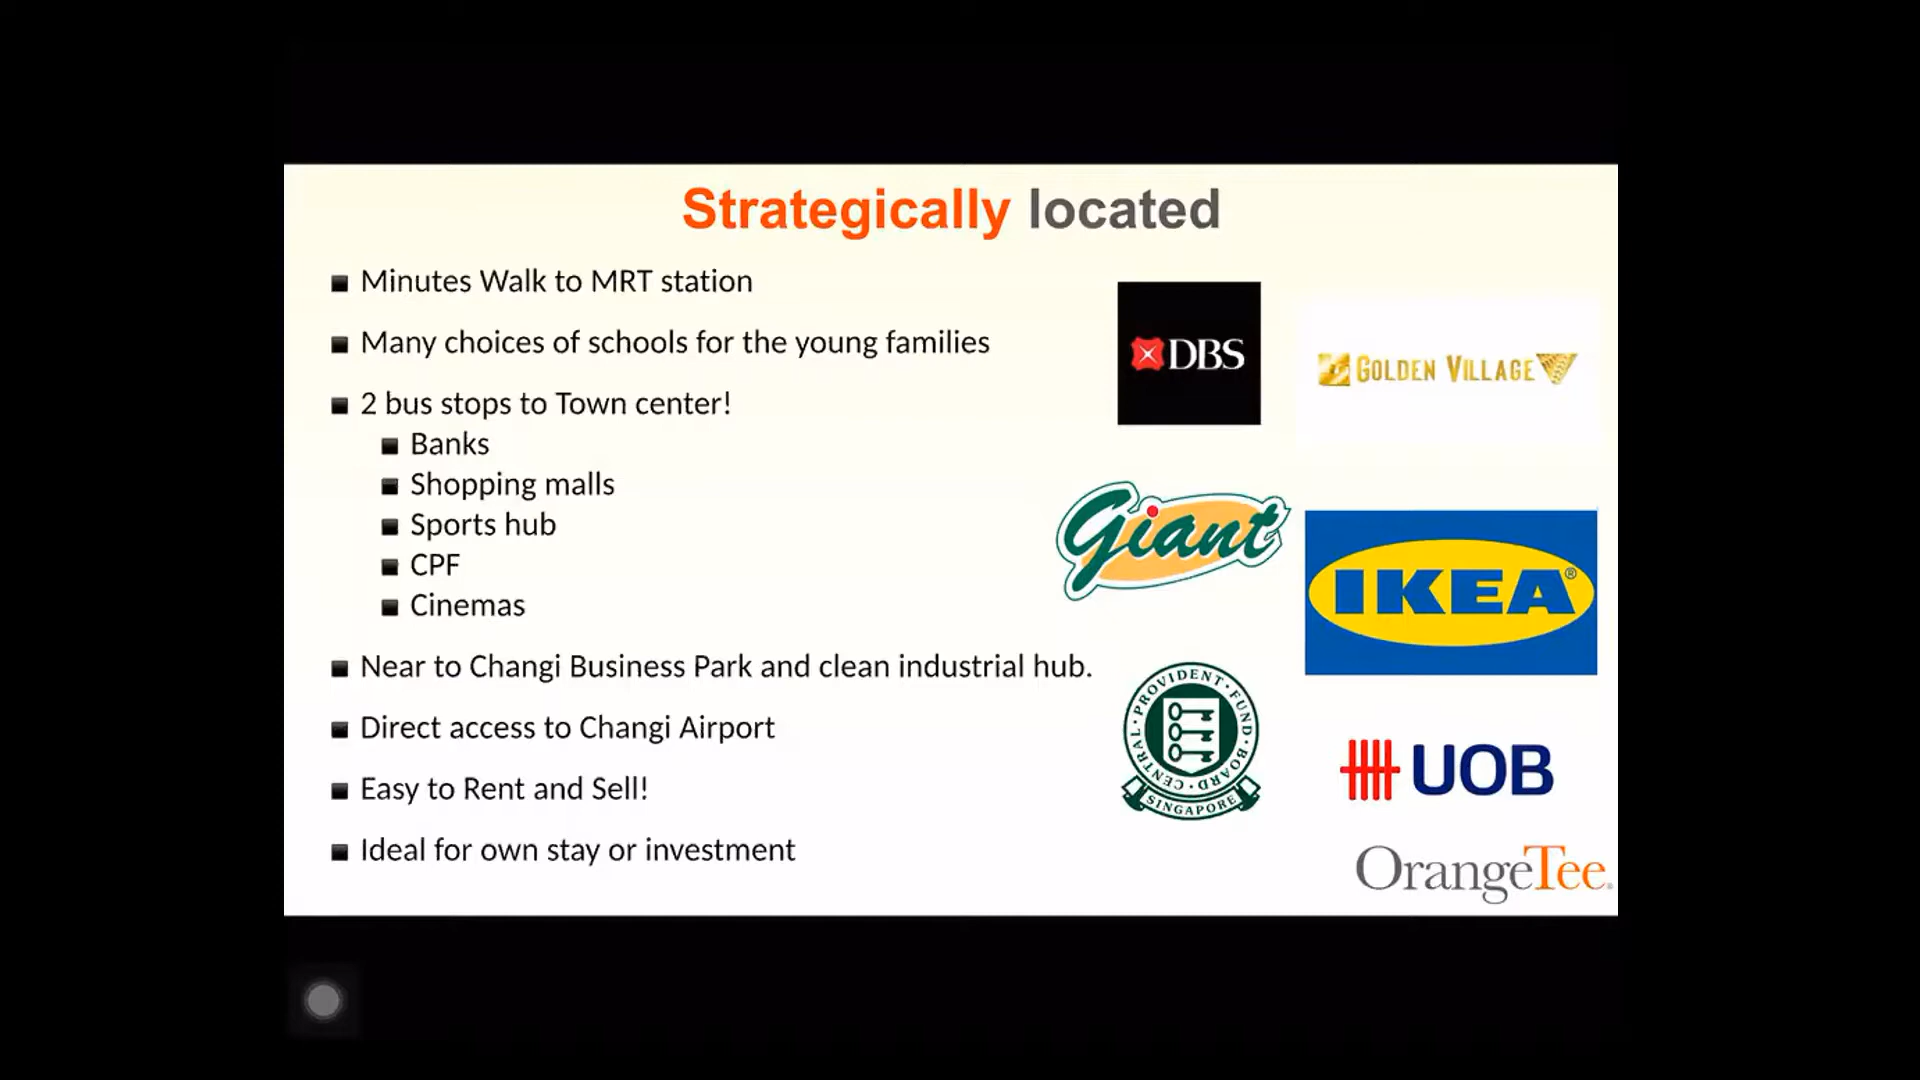 Strategically located
Minutes Walk to MRT station
Many choices of schools for the young families
2 bus stops to Town center!
Banks
Shopping malls
Sports hub
CPF
Cinemas
Near to Changi Business Park and clean industrial hub.
Direct access to Changi Airport
Easy to Rent and Sell!
Ideal for own stay or investment
DBS
GOLDEN VILLAGE
giant
IKEA®
CENTRAL · PROVIDENT · FUND · BOARD
SINGAPORE
UOB
OrangeTee